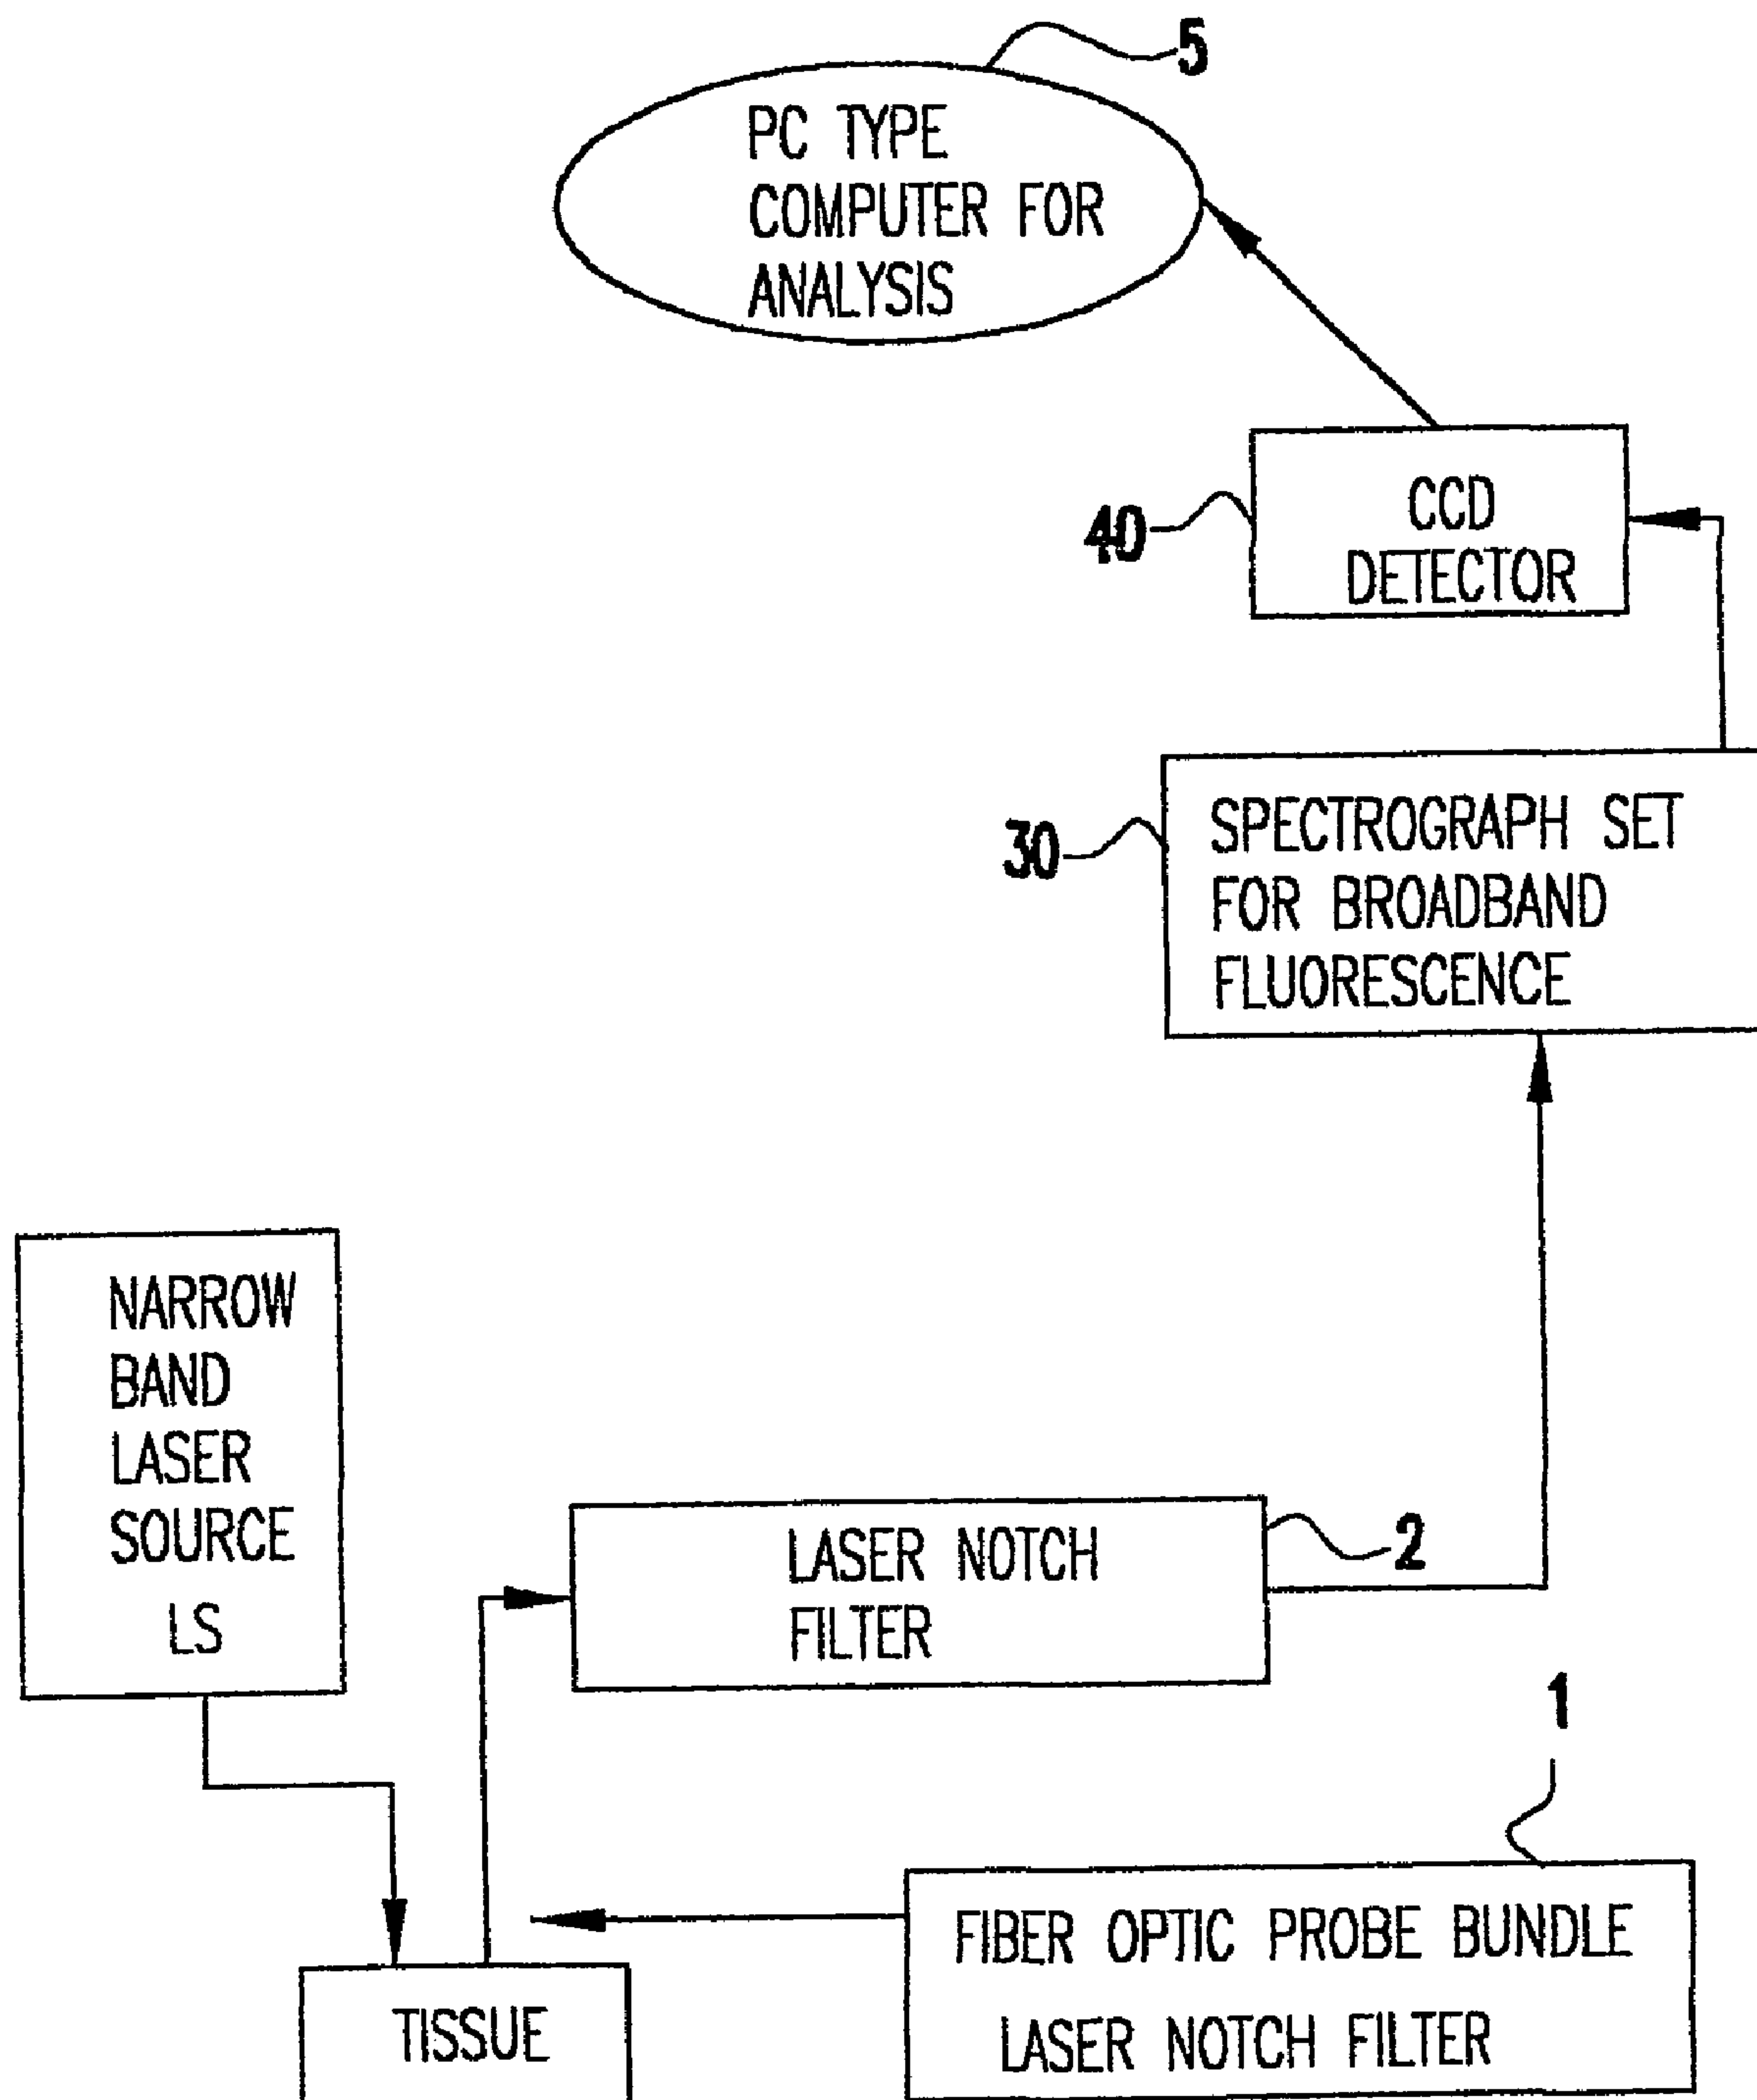 5
PC TYPE
COMPUTER FOR
ANALYSIS
40
CCD
DETECTOR
30
SPECTROGRAPH SET
FOR BROADBAND
FLUORESCENCE
NARROW
BAND
LASER
SOURCE
LS
LASER NOTCH
FILTER
2
1
FIBER OPTIC PROBE BUNDLE
LASER NOTCH FILTER
TISSUE